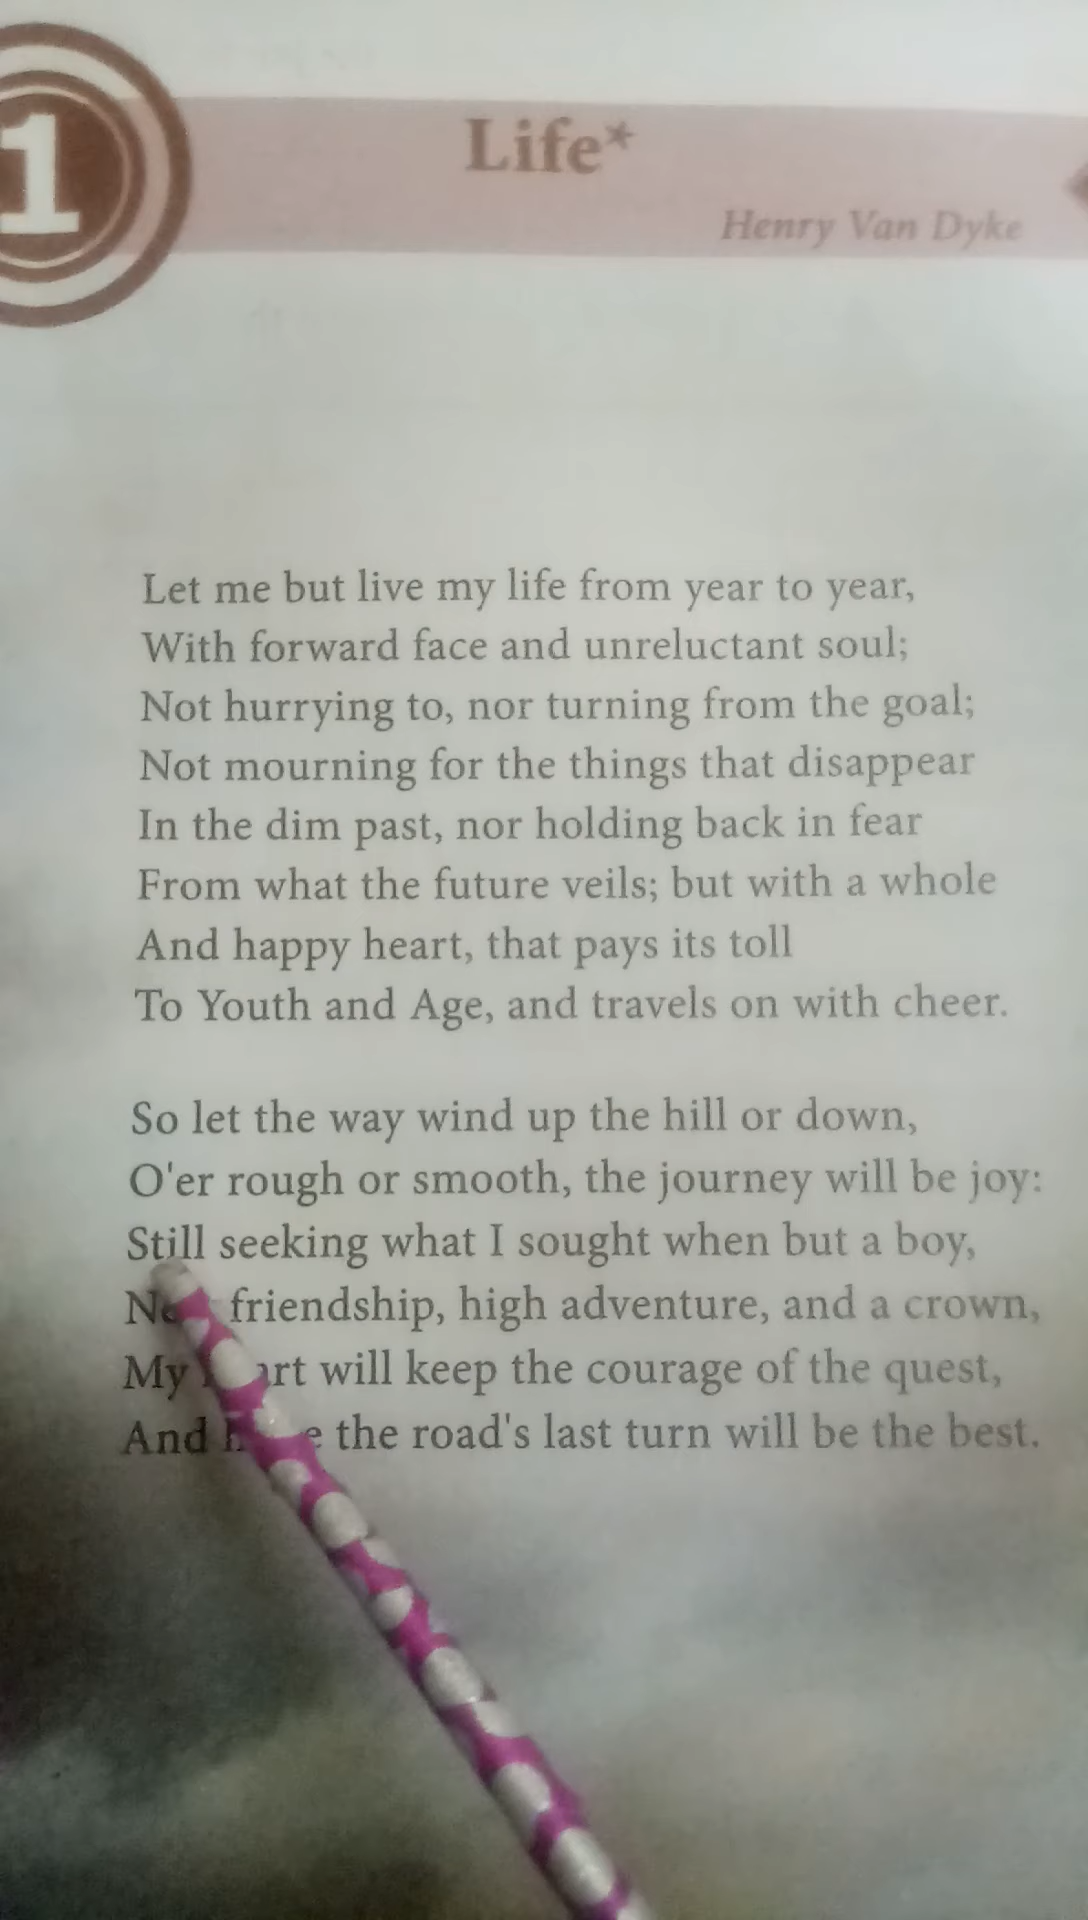 1
Life*
Henry Van Dyke
Let me but live my life from year to year,
With forward face and unreluctant soul;
Not hurrying to, nor turning from the goal;
Not mourning for the things that disappear
In the dim past, nor holding back in fear
From what the future veils; but with a whole
And happy heart, that pays its toll
To Youth and Age, and travels on with cheer.
So let the way wind up the hill or down,
O'er rough or smooth, the journey will be joy:
Still seeking what I sought when but a boy,
friendship, high adventure, and a crown,
My will keep the courage of the quest,
And the road's last turn will be the best.